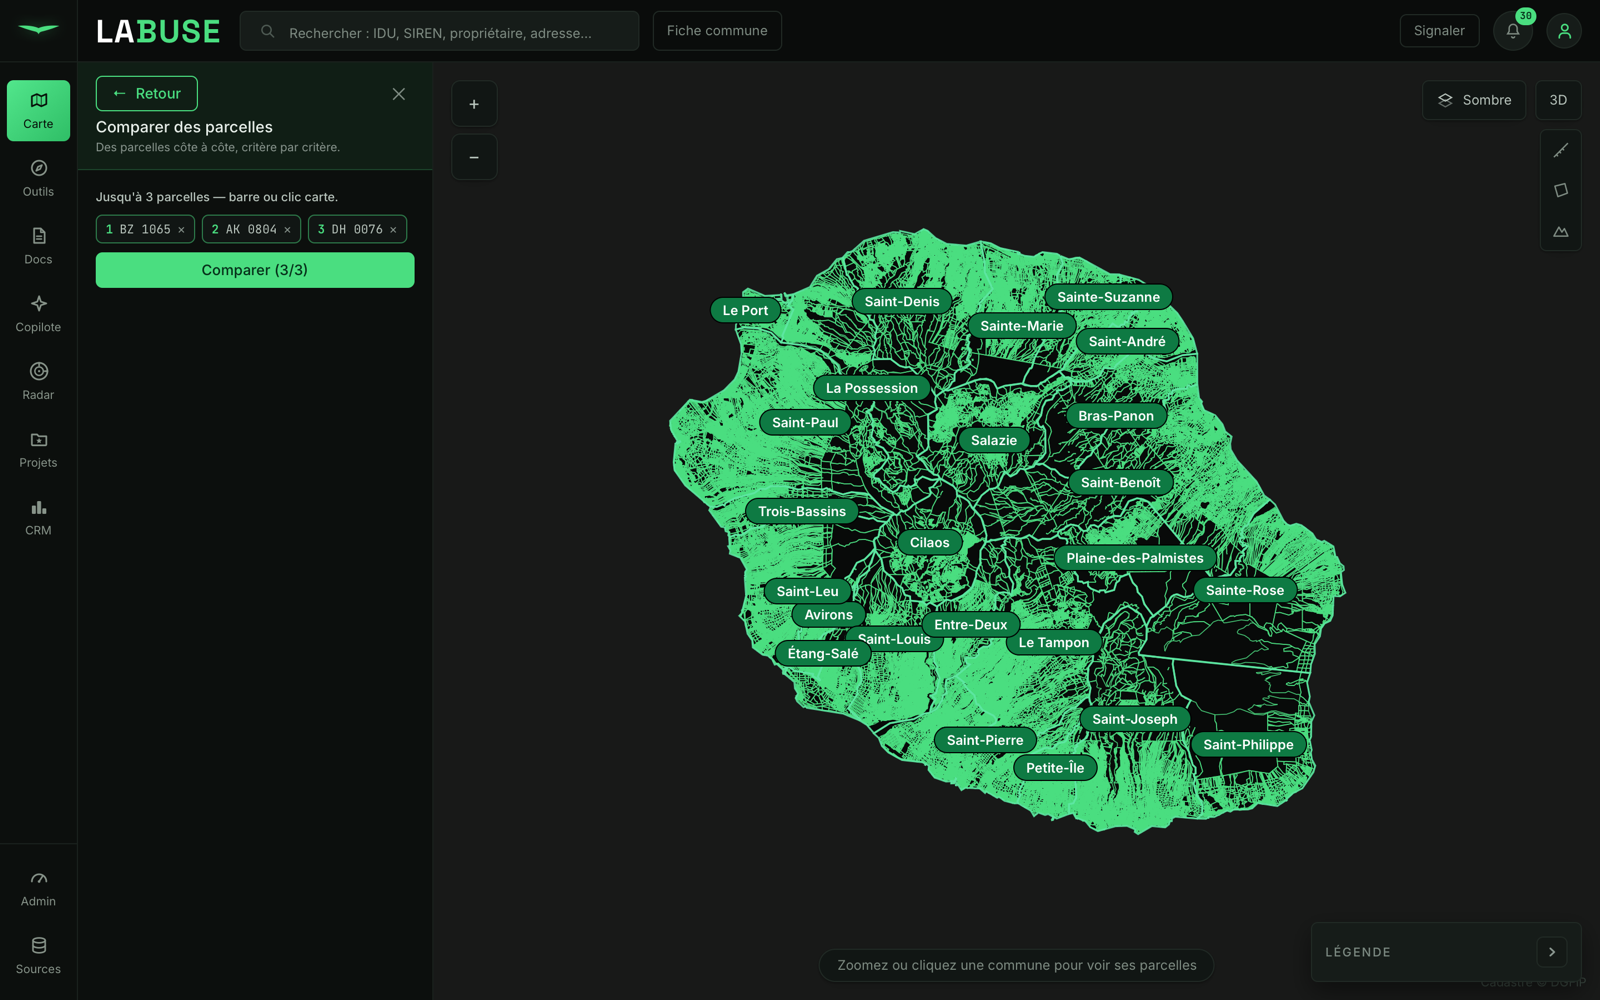 LABUSE
Rechercher : IDU, SIREN, propriétaire, adresse...
Fiche commune
Signaler
30
Carte
Outils
Docs
Copilote
Radar
Projets
CRM
Admin
Sources
← Retour
Comparer des parcelles
Des parcelles côte à côte, critère par critère.
Jusqu'à 3 parcelles — barre ou clic carte.
1 BZ 1065 × 2 AK 0804 × 3 DH 0076 ×
Comparer (3/3)
+
−
Sombre
3D
Le Port
Saint-Denis
Sainte-Suzanne
Sainte-Marie
Saint-André
La Possession
Saint-Paul
Bras-Panon
Salazie
Saint-Benoît
Trois-Bassins
Cilaos
Plaine-des-Palmistes
Saint-Leu
Sainte-Rose
Avirons
Entre-Deux
Saint-Louis
Le Tampon
Étang-Salé
Saint-Joseph
Saint-Pierre
Saint-Philippe
Petite-Île
Zoomez ou cliquez une commune pour voir ses parcelles
LÉGENDE
Cadastre © DGFiP